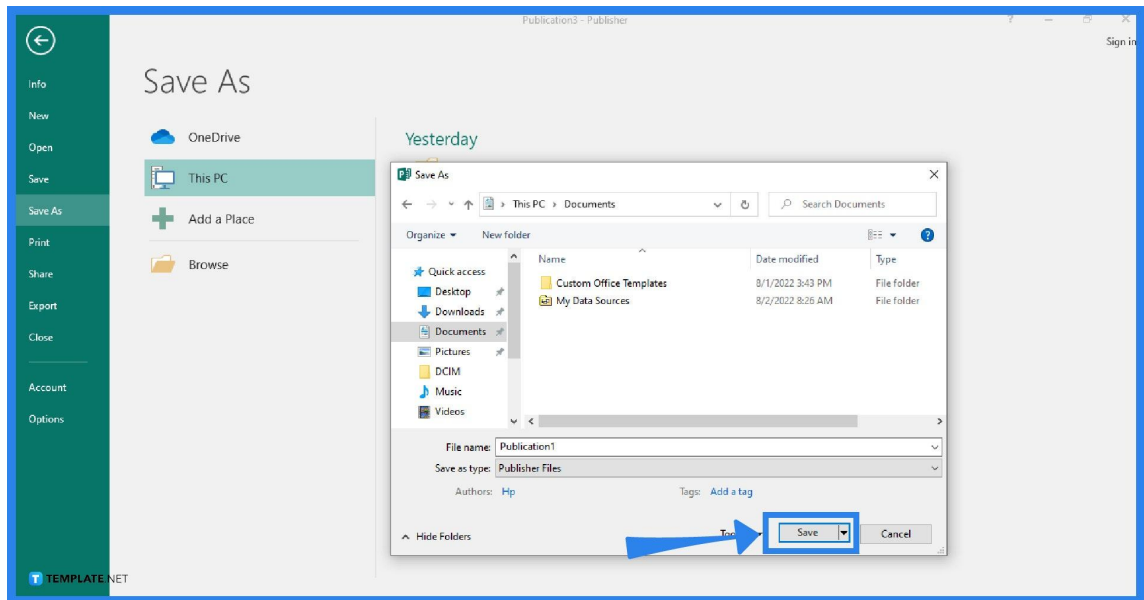 Publication3 - Publisher
?
Sign in
Info
New
Open
Save
Save As
Print
Share
Export
Close
Account
Options
Save As
OneDrive
This PC
Add a Place
Browse
Yesterday
Save As
This PC › Documents
Search Documents
Organize
New folder
?
Name Date modified Type
Quick access
Desktop
Downloads
Documents
Pictures
DCIM
Music
Videos
Custom Office Templates 8/1/2022 3:43 PM File folder
My Data Sources 8/2/2022 8:26 AM File folder
File name: Publication1
Save as type: Publisher Files
Authors: Hp Tags: Add a tag
Hide Folders
Save
Cancel
T TEMPLATE.NET